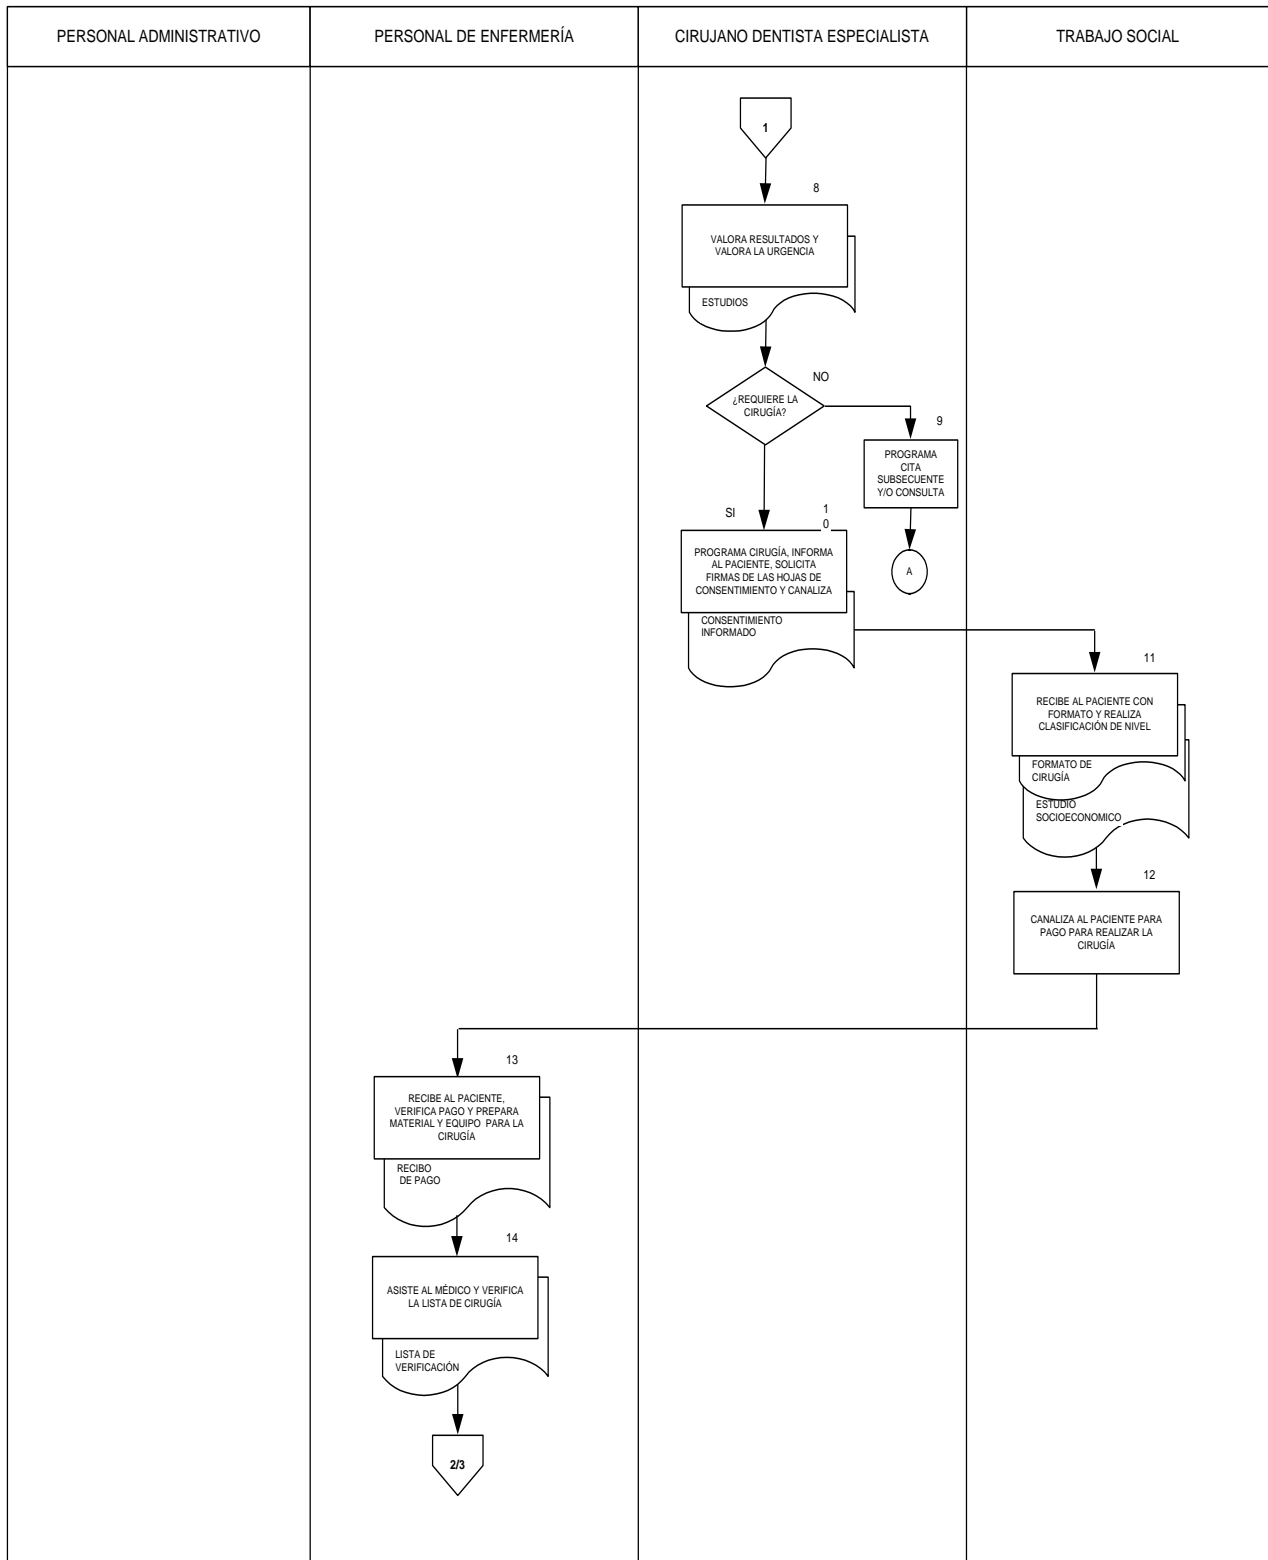 PERSONAL ADMINISTRATIVO
PERSONAL DE ENFERMERÍA
CIRUJANO DENTISTA ESPECIALISTA
TRABAJO SOCIAL
1
8
VALORA RESULTADOS Y
VALORA LA URGENCIA
ESTUDIOS
NO
¿REQUIERE LA
CIRUGÍA?
9
PROGRAMA
CITA
SUBSECUENTE
Y/O CONSULTA
A
SI
1
0
PROGRAMA CIRUGÍA, INFORMA
AL PACIENTE, SOLICITA
FIRMAS DE LAS HOJAS DE
CONSENTIMIENTO Y CANALIZA
CONSENTIMIENTO
INFORMADO
11
RECIBE AL PACIENTE CON
FORMATO Y REALIZA
CLASIFICACIÓN DE NIVEL
FORMATO DE
CIRUGÍA
ESTUDIO
SOCIOECONOMICO
12
CANALIZA AL PACIENTE PARA
PAGO PARA REALIZAR LA
CIRUGÍA
13
RECIBE AL PACIENTE,
VERIFICA PAGO Y PREPARA
MATERIAL Y EQUIPO PARA LA
CIRUGÍA
RECIBO
DE PAGO
14
ASISTE AL MÉDICO Y VERIFICA
LA LISTA DE CIRUGÍA
LISTA DE
VERIFICACIÓN
2/3